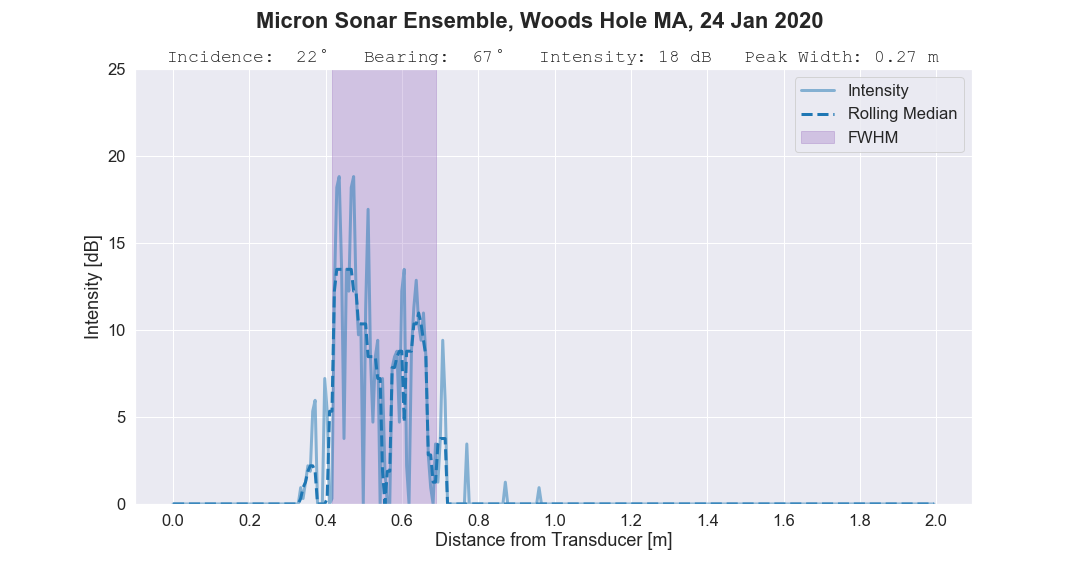 Micron Sonar Ensemble, Woods Hole MA, 24 Jan 2020
Incidence:  22°   Bearing:  67°   Intensity: 18 dB   Peak Width: 0.27 m
Intensity
Rolling Median
FWHM
25
20
15
10
5
0
Intensity [dB]
0.0 0.2 0.4 0.6 0.8 1.0 1.2 1.4 1.6 1.8 2.0
Distance from Transducer [m]